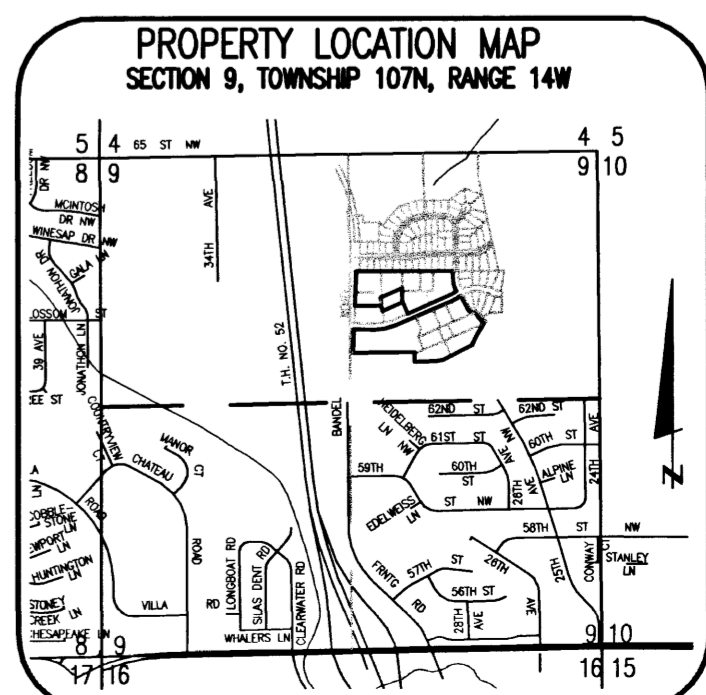 PROPERTY LOCATION MAP
SECTION 9, TOWNSHIP 107N, RANGE 14W
5 4
65 ST NW
4 5
8 9
9 10
DR NW
MCINTOSH
DR NW
WINESAP DR NW
GALA LN
JONATHON DR
34TH AVE
OSSOM ST
39 AVE
JONATHON LN
EE ST
T.H. NO. 52
COUNTRYVIEW
CT
MANOR
CT
CHATEAU
ROAD
ROAD
BANDEL
HEIDELBERG
LN NW
62ND ST
62ND ST
61ST ST
AVE NW
60TH
ST
59TH
60TH
ST
26TH
AVE
ALPINE
LN
24TH AVE
EDELWEISS
LN
ST NW
58TH ST NW
A
LN
COBBLE-
STONE
LN
EWPORT
LN
HUNTINGTON
LN
STONEY
CREEK LN
HESAPEAKE LN
VILLA RD
LONGBOAT RD
SILAS DENT RD
CLEARWATER RD
WHALERS LN
FRNTG
RD
57TH ST
56TH ST
28TH
AVE
26TH
AVE
25TH
CONWAY
CT
STANLEY
LN
N
8 9
9 10
17 16
16 15